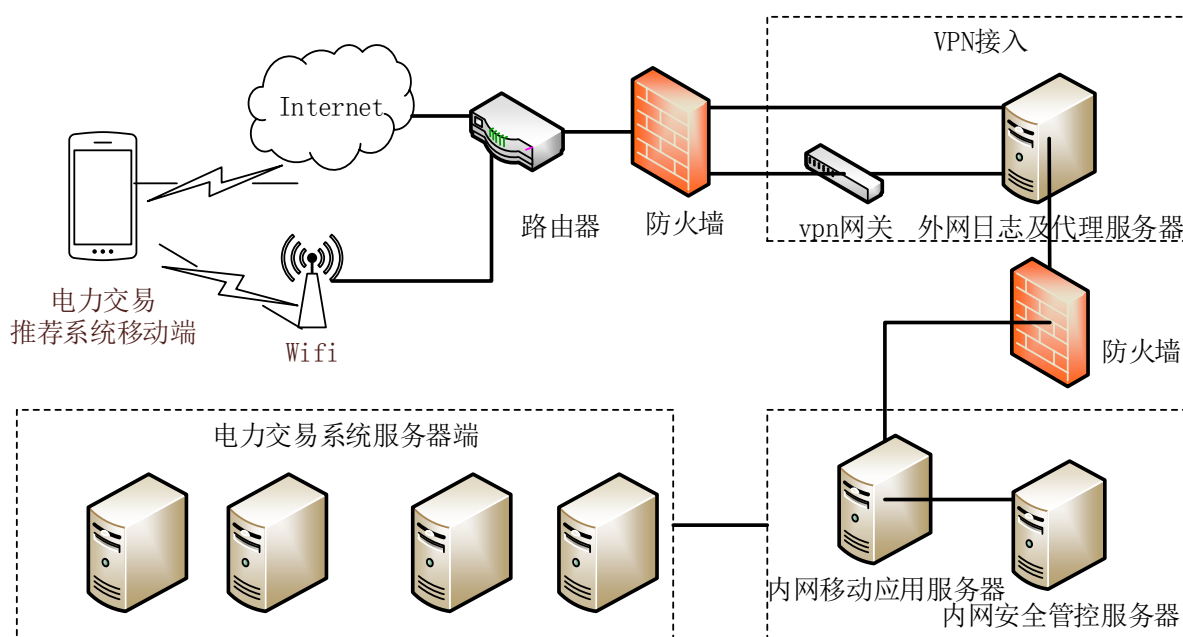 VPN接入
Internet
路由器
防火墙
vpn网关
外网日志及代理服务器
电力交易
推荐系统移动端
Wifi
防火墙
电力交易系统服务器端
内网移动应用服务器
内网安全管控服务器